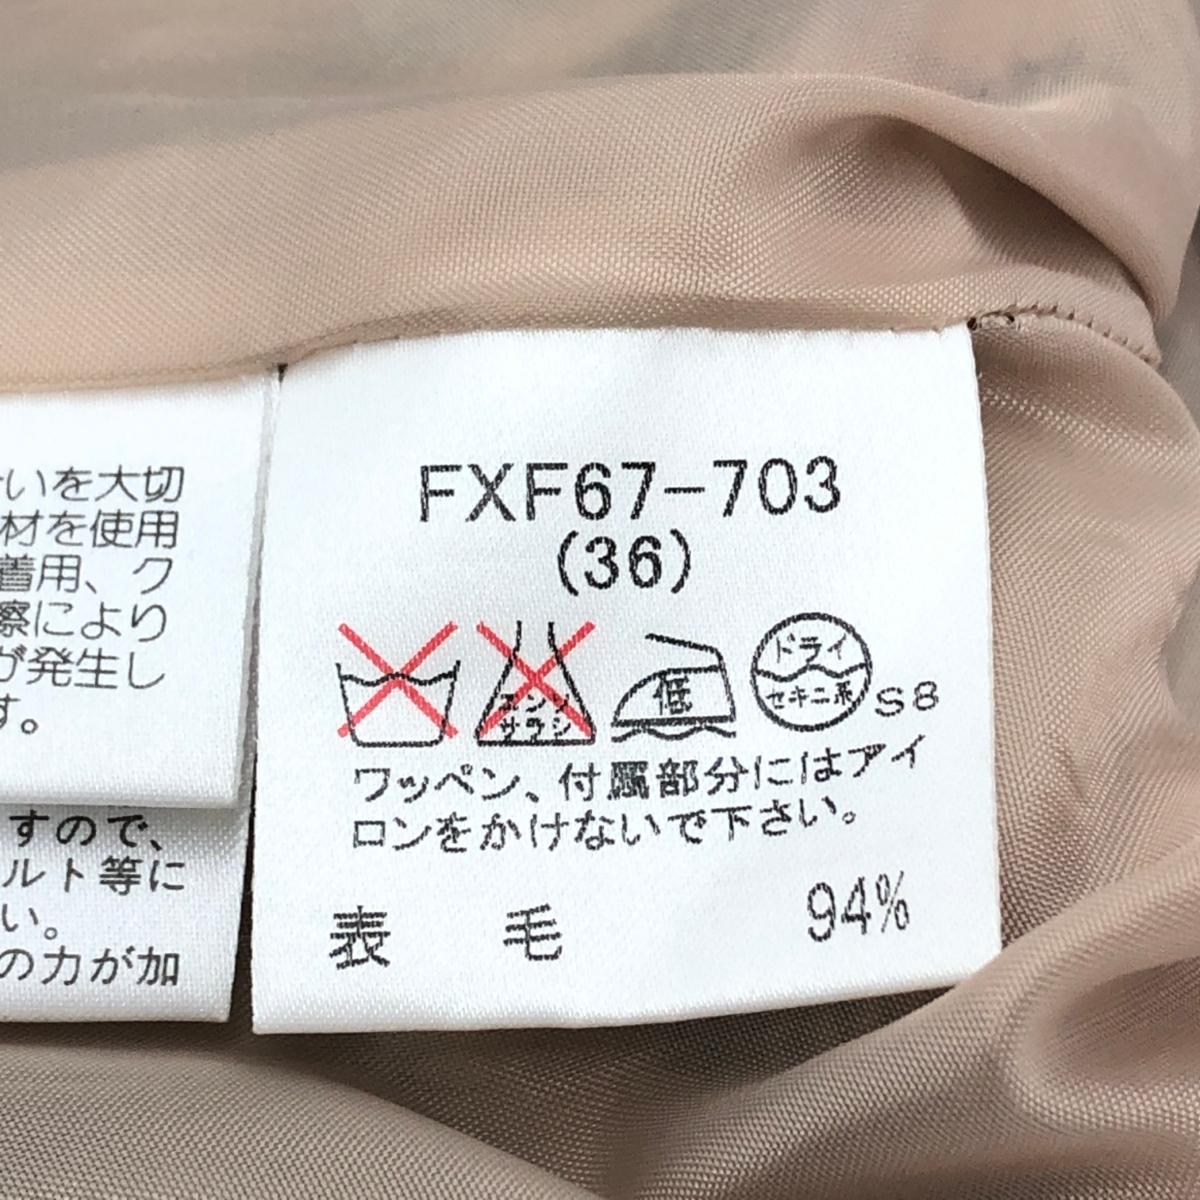 いを大切
材を使用
着用、ク
際により
が発生し
す。
すので、
ルト等に
い。
の力が加
FXF67-703
(36)
エンソ
サラシ
低
ドライ
セキユ系
S8
ワッペン、付属部分にはアイ
ロンをかけないで下さい。
表 毛 94%